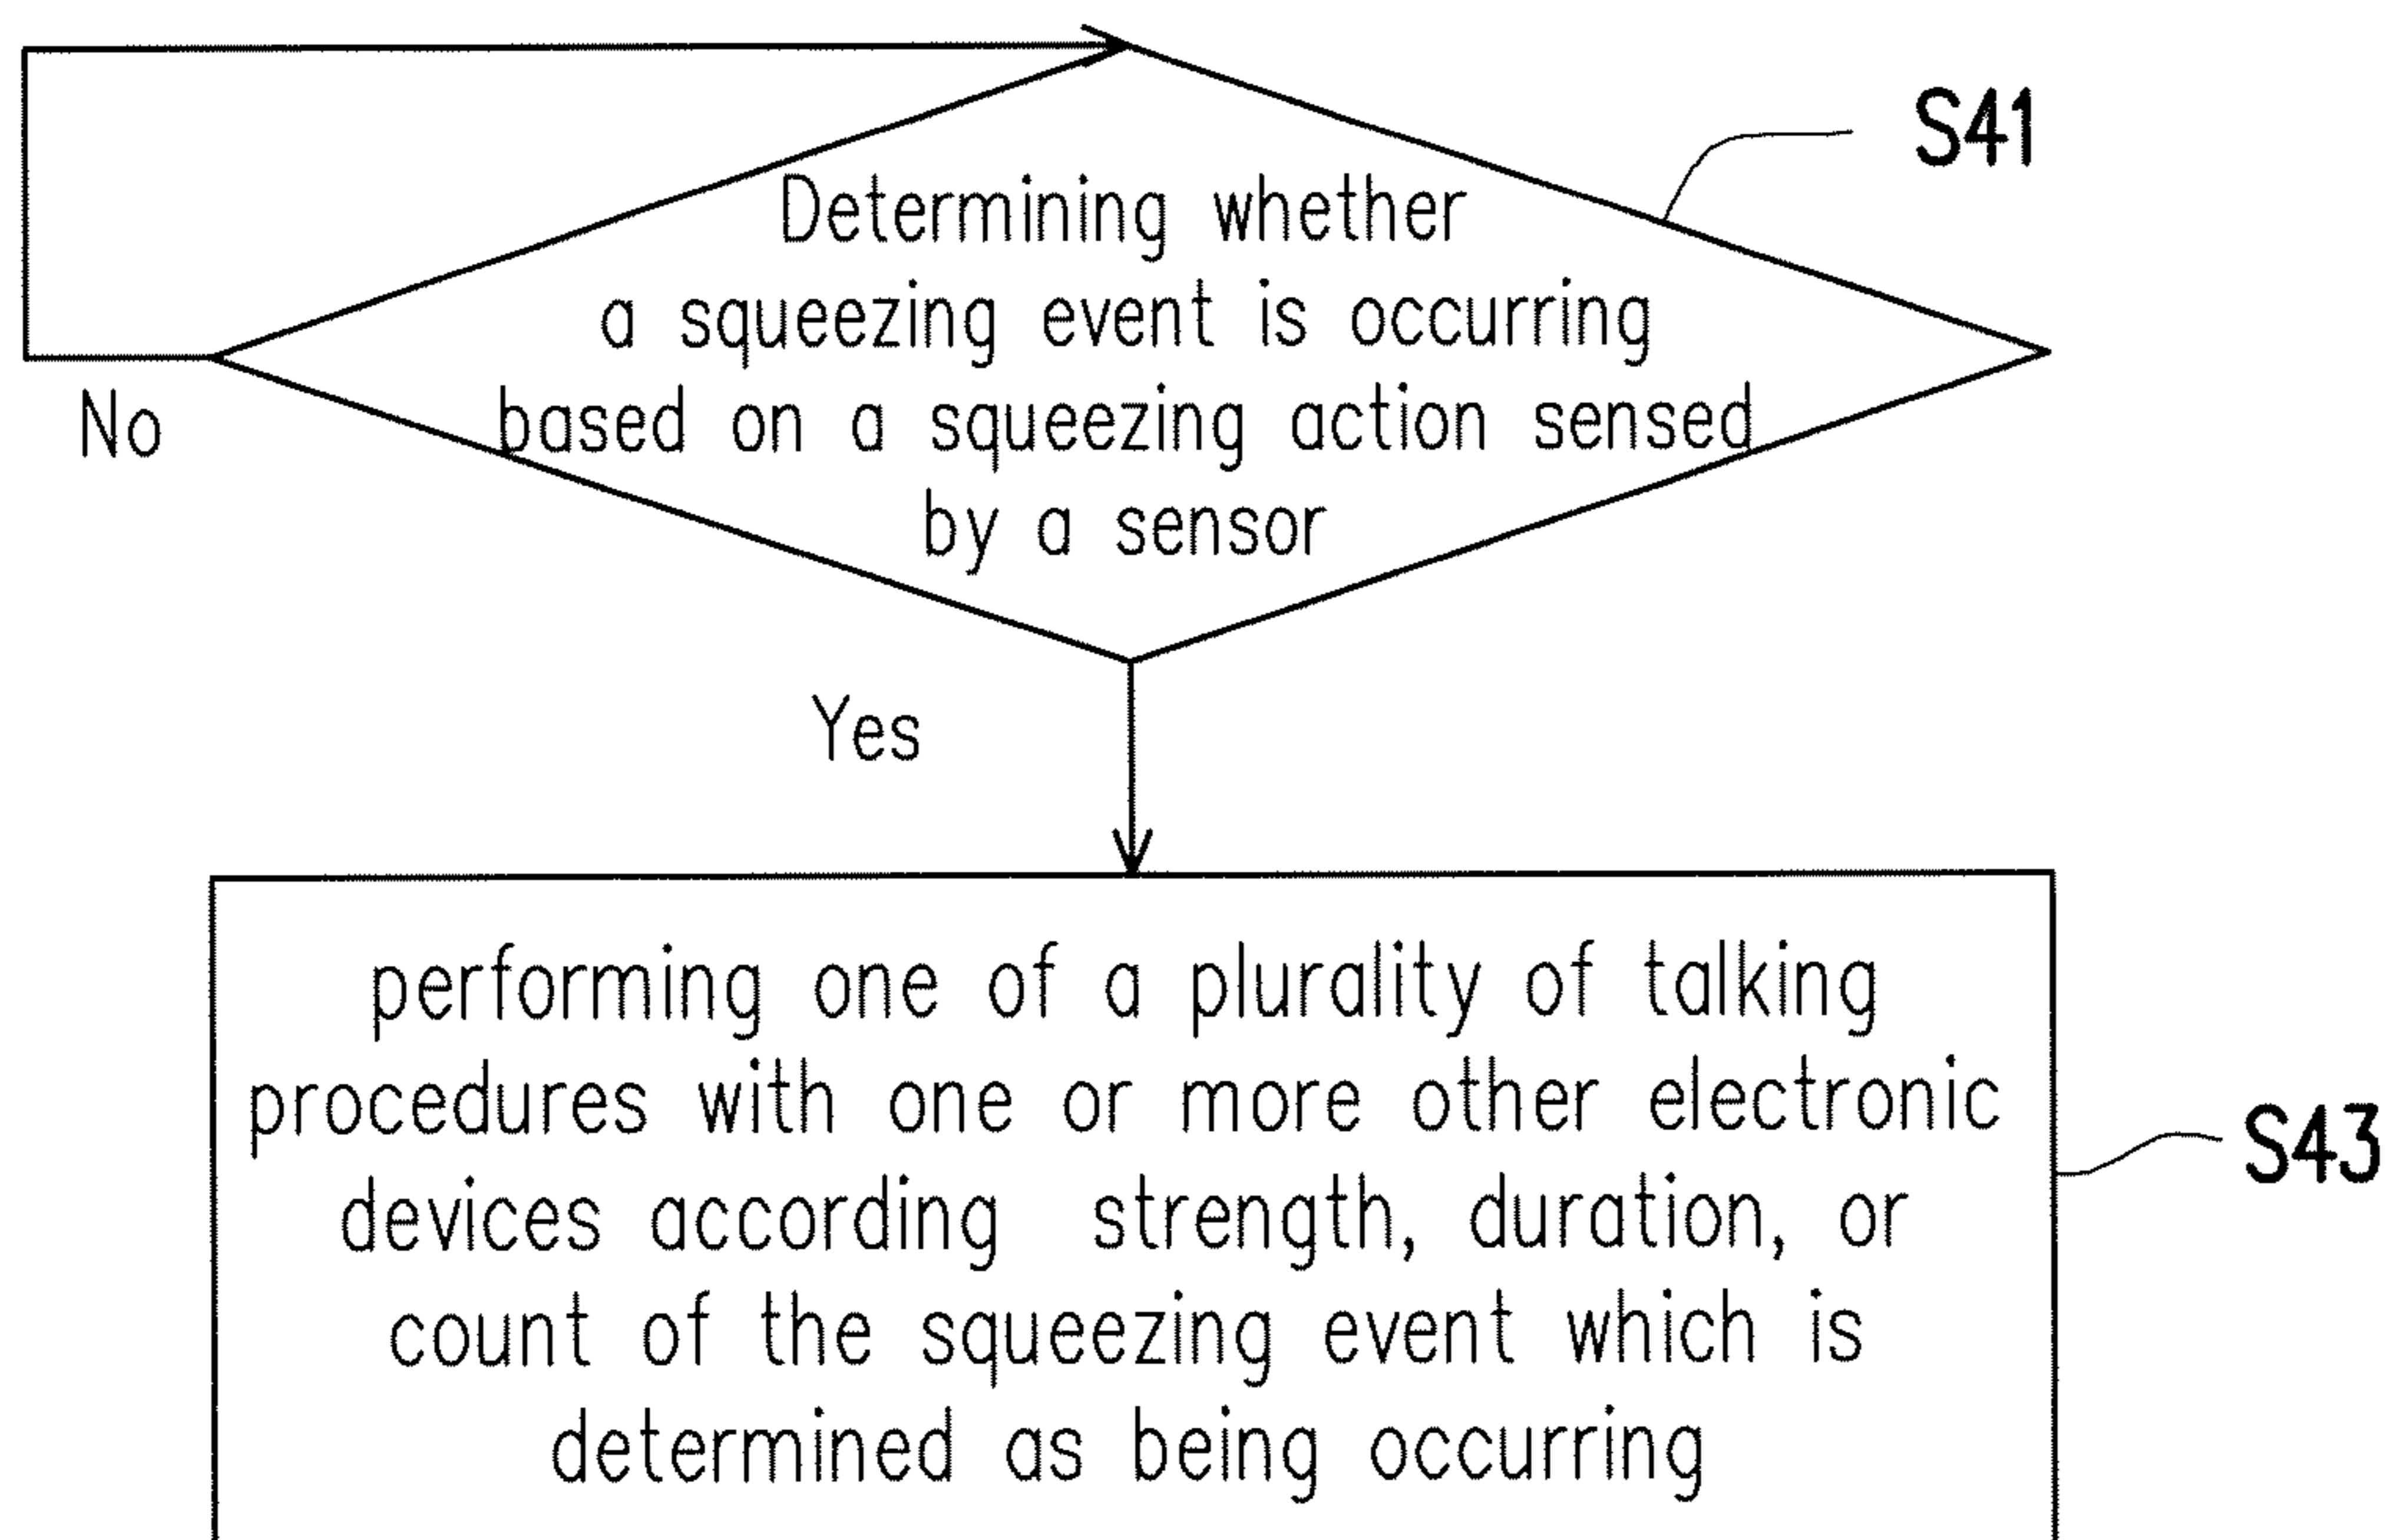 S41
Determining whether
a squeezing event is occurring
based on a squeezing action sensed
by a sensor
No
Yes
performing one of a plurality of talking
procedures with one or more other electronic
devices according strength, duration, or
count of the squeezing event which is
determined as being occurring
S43